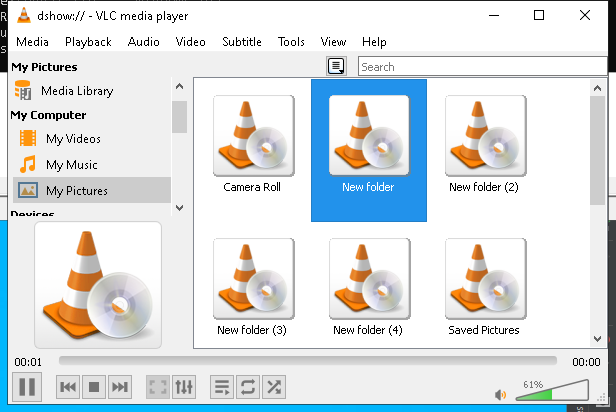 dshow:// - VLC media player
Media Playback Audio Video Subtitle Tools View Help
My Pictures
Search
Media Library
My Computer
My Videos
My Music
My Pictures
Devices
Camera Roll New folder New folder (2)
New folder (3) New folder (4) Saved Pictures
00:01 00:00
61%